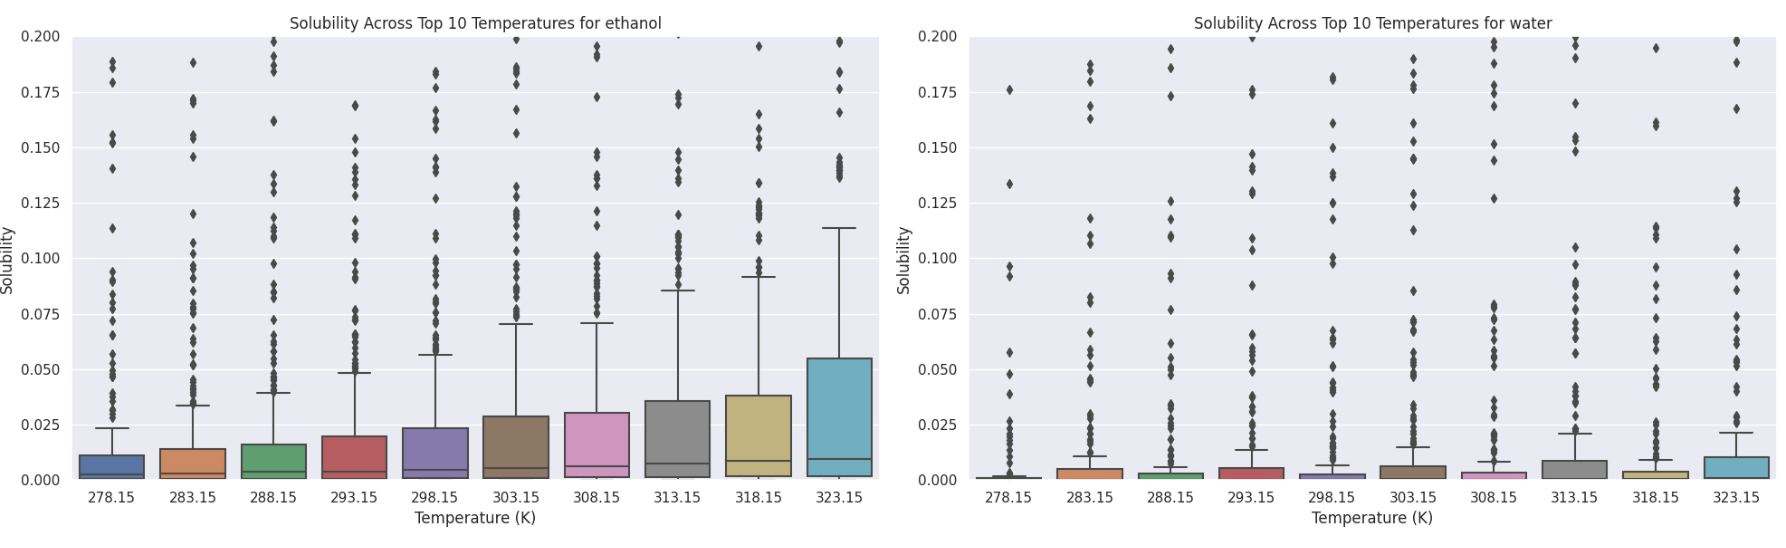 Solubility Across Top 10 Temperatures for ethanol
0.200
0.175
0.150
0.125
0.100
0.075
0.050
0.025
0.000
Solubility
278.15 283.15 288.15 293.15 298.15 303.15 308.15 313.15 318.15 323.15
Temperature (K)
Solubility Across Top 10 Temperatures for water
0.200
0.175
0.150
0.125
0.100
0.075
0.050
0.025
0.000
Solubility
278.15 283.15 288.15 293.15 298.15 303.15 308.15 313.15 318.15 323.15
Temperature (K)